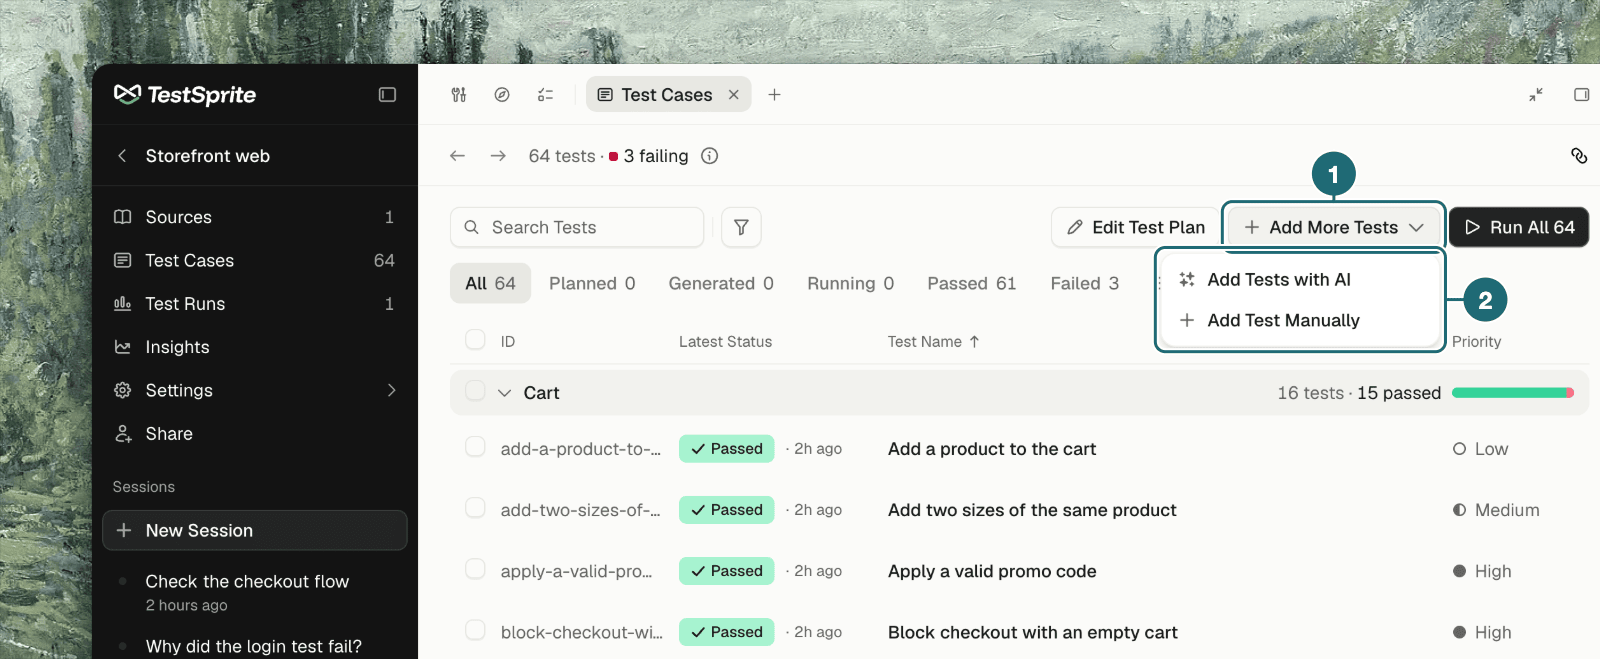 TestSprite
Test Cases
Storefront web
64 tests · 3 failing
1
Sources 1
Search Tests
Edit Test Plan
Add More Tests
Run All 64
Test Cases 64
All 64
Planned 0
Generated 0
Running 0
Passed 61
Failed 3
Add Tests with AI
Add Test Manually
2
Test Runs 1
Insights
Settings
Share
ID
Latest Status
Test Name ↑
Priority
Cart
16 tests · 15 passed
add-a-product-to-...
Passed
· 2h ago
Add a product to the cart
Low
add-two-sizes-of-...
Passed
· 2h ago
Add two sizes of the same product
Medium
apply-a-valid-pro...
Passed
· 2h ago
Apply a valid promo code
High
block-checkout-wi...
Passed
· 2h ago
Block checkout with an empty cart
High
Sessions
New Session
Check the checkout flow
2 hours ago
Why did the login test fail?